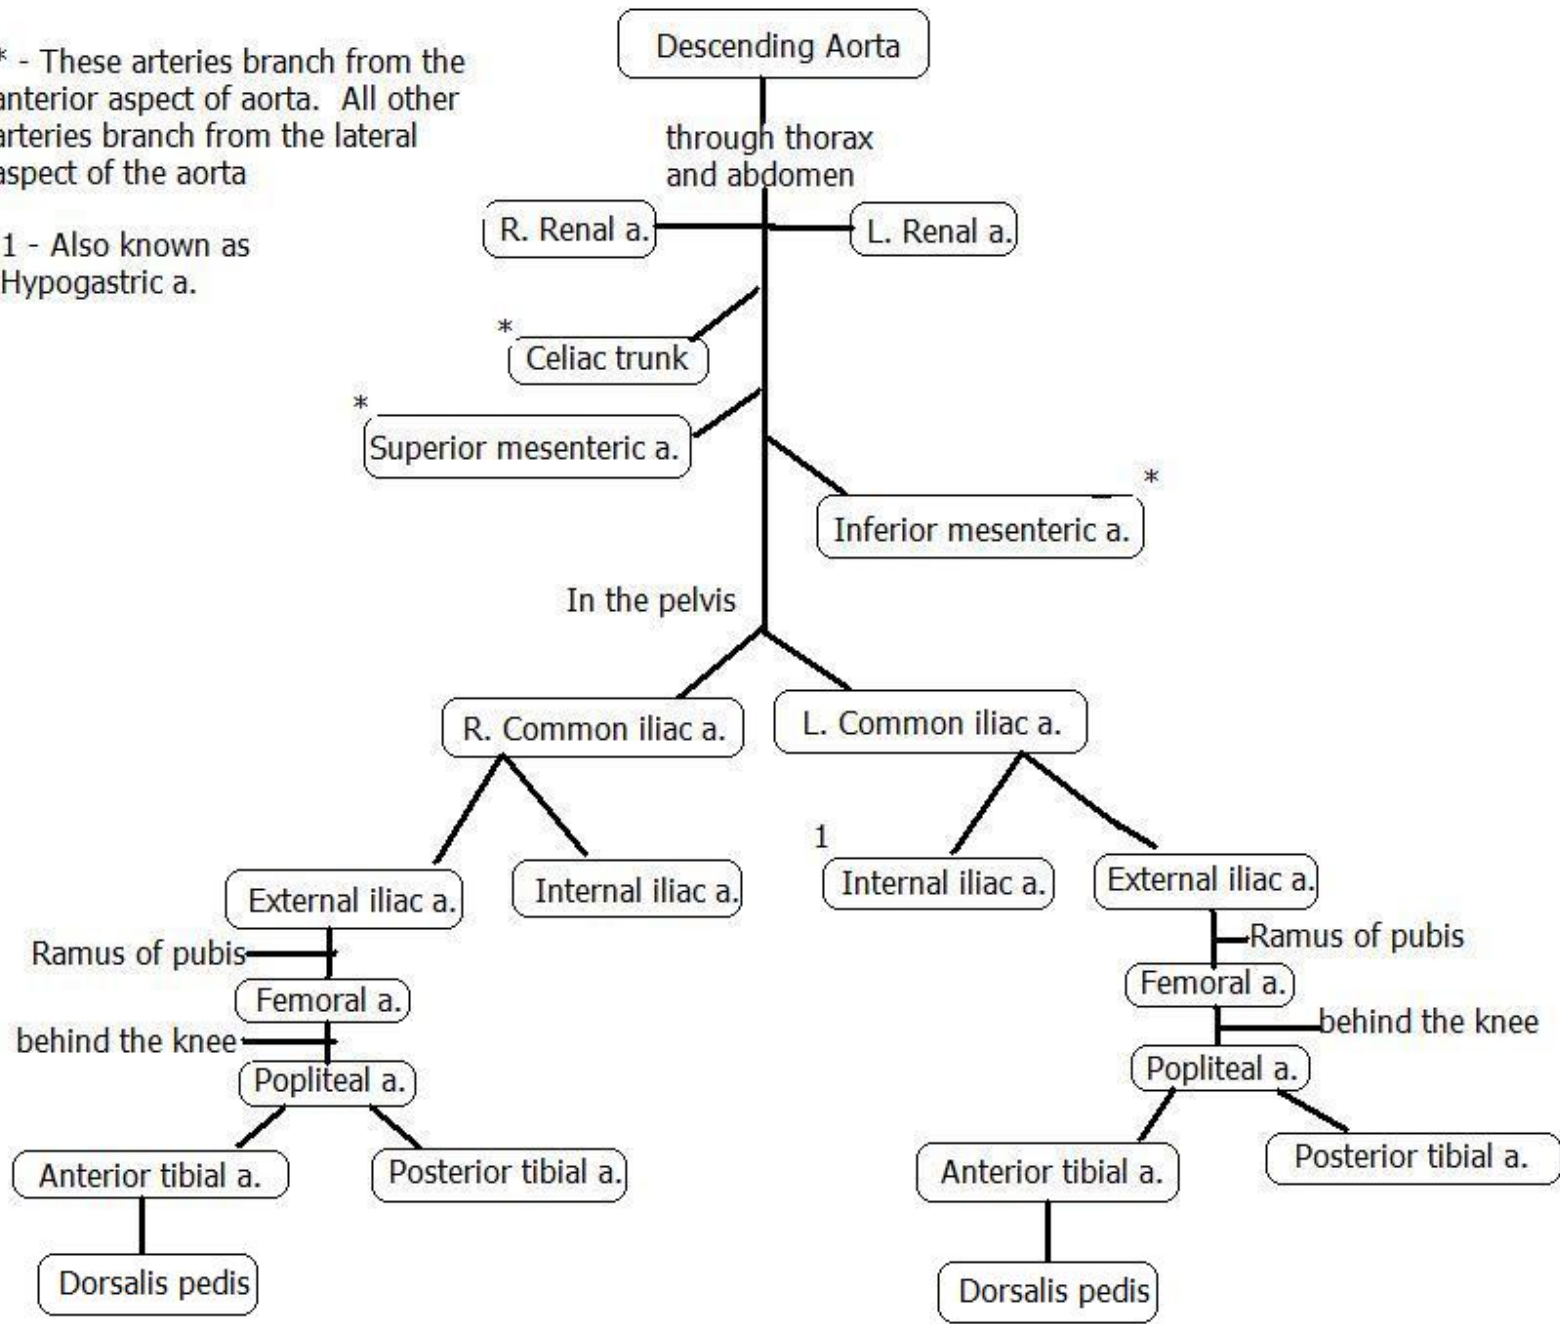 Descending Aorta
* - These arteries branch from the
anterior aspect of aorta.  All other
arteries branch from the lateral
aspect of the aorta
through thorax
and abdomen
R. Renal a.
L. Renal a.
1 - Also known as
Hypogastric a.
*
Celiac trunk
*
Superior mesenteric a.
*
Inferior mesenteric a.
In the pelvis
R. Common iliac a.
L. Common iliac a.
1
External iliac a.
Internal iliac a.
Internal iliac a.
External iliac a.
Ramus of pubis
Ramus of pubis
Femoral a.
Femoral a.
behind the knee
behind the knee
Popliteal a.
Popliteal a.
Anterior tibial a.
Posterior tibial a.
Anterior tibial a.
Posterior tibial a.
Dorsalis pedis
Dorsalis pedis